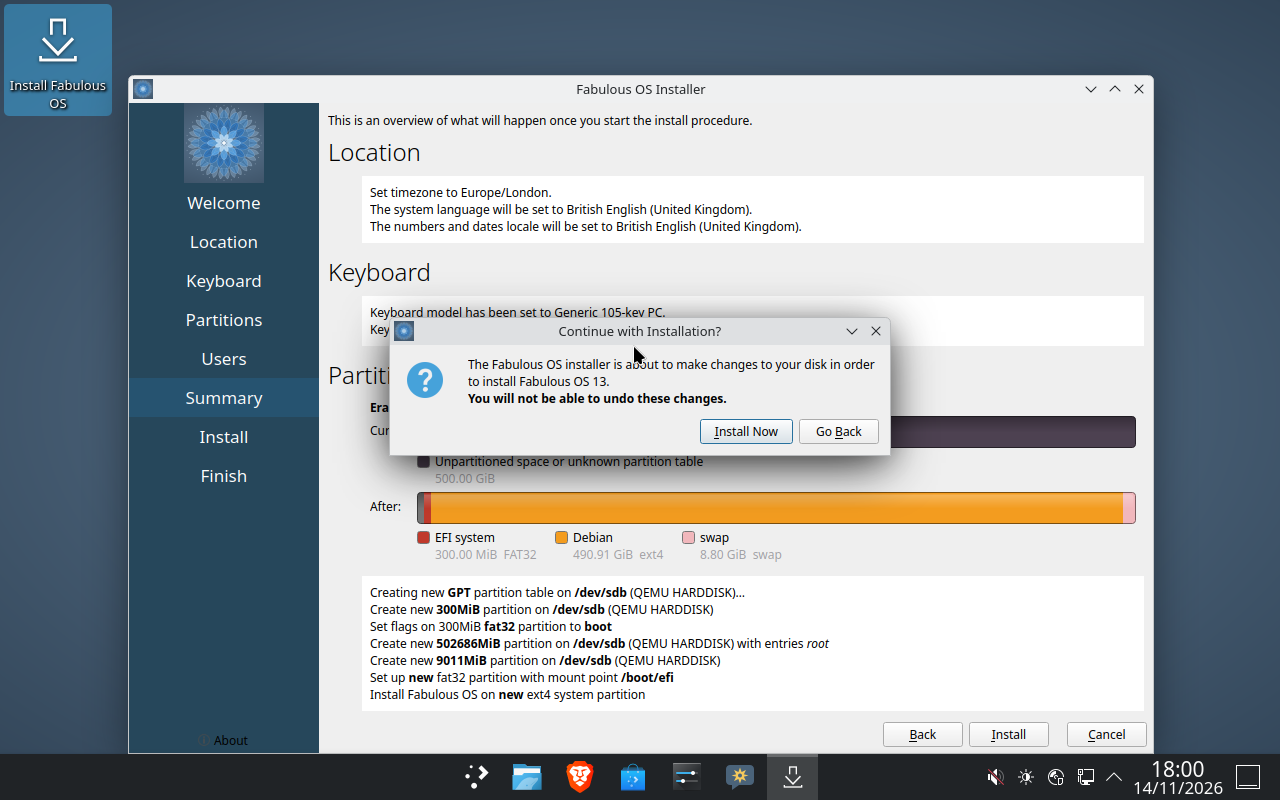 Install Fabulous
OS
Fabulous OS Installer
Welcome
Location
Keyboard
Partitions
Users
Summary
Install
Finish
About
This is an overview of what will happen once you start the install procedure.
Location
Set timezone to Europe/London.
The system language will be set to British English (United Kingdom).
The numbers and dates locale will be set to British English (United Kingdom).
Keyboard
Keyboard model has been set to Generic 105-key PC.
Key
Continue with Installation?
The Fabulous OS installer is about to make changes to your disk in order
to install Fabulous OS 13.
You will not be able to undo these changes.
Install Now
Go Back
Partiti
Era
Cur
Unpartitioned space or unknown partition table
500.00 GiB
After:
EFI system
300.00 MiB FAT32
Debian
490.91 GiB ext4
swap
8.80 GiB swap
Creating new GPT partition table on /dev/sdb (QEMU HARDDISK)...
Create new 300MiB partition on /dev/sdb (QEMU HARDDISK)
Set flags on 300MiB fat32 partition to boot
Create new 502686MiB partition on /dev/sdb (QEMU HARDDISK) with entries root
Create new 9011MiB partition on /dev/sdb (QEMU HARDDISK)
Set up new fat32 partition with mount point /boot/efi
Install Fabulous OS on new ext4 system partition
Back
Install
Cancel
18:00
14/11/2026